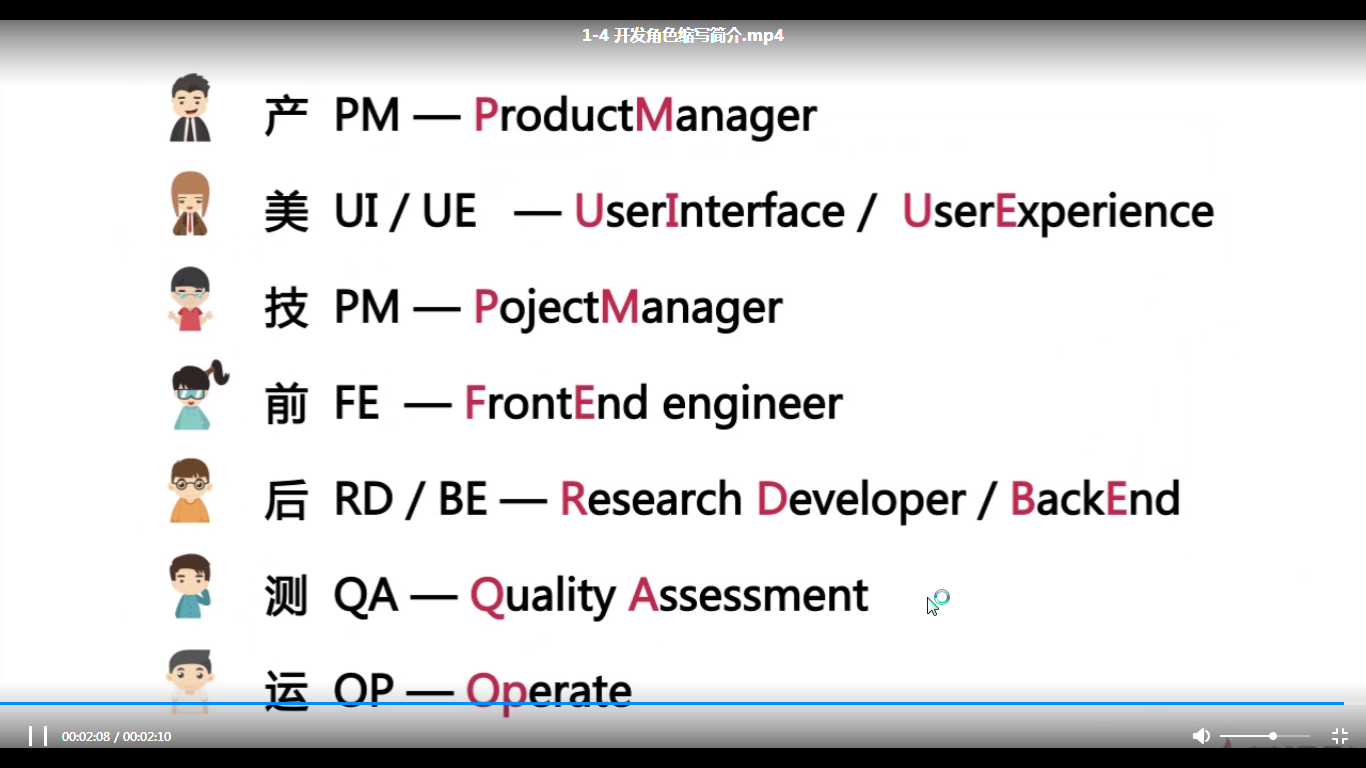 1-4 开发角色缩写简介.mp4
产 PM — ProductManager
美 UI / UE — UserInterface / UserExperience
技 PM — PojectManager
前 FE — FrontEnd engineer
后 RD / BE — Research Developer / BackEnd
测 QA — Quality Assessment
运 OP — Operate
00:02:08 / 00:02:10